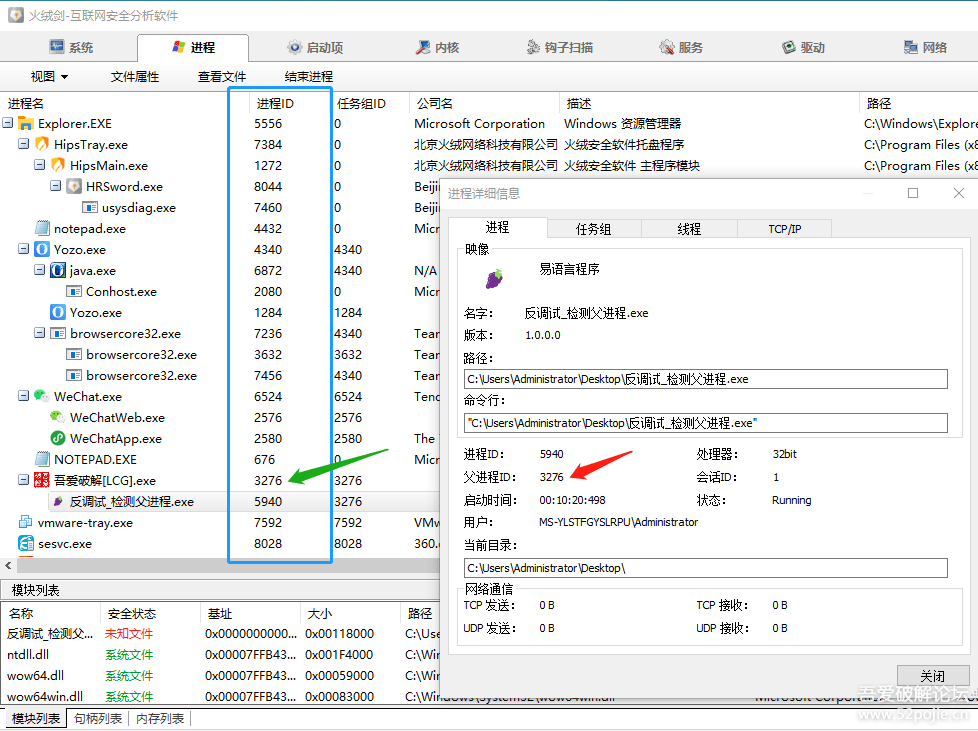 火绒剑-互联网安全分析软件
系统 进程 启动项 内核 钩子扫描 服务 驱动 网络
视图 文件属性 查看文件 结束进程
进程名 进程ID 任务组ID 公司名 描述 路径
Explorer.EXE 5556 0 Microsoft Corporation Windows 资源管理器 C:\Windows\Explore
HipsTray.exe 7384 0 北京火绒网络科技有限公司 火绒安全软件托盘程序 C:\Program Files (x
HipsMain.exe 1272 0 北京火绒网络科技有限公司 火绒安全软件 主程序模块 C:\Program Files (x
HRSword.exe 8044 0 Beiji
usysdiag.exe 7460 0 Beiji
notepad.exe 4432 0 Micr
Yozo.exe 4340 4340
java.exe 6872 4340 N/A
Conhost.exe 2080 0 Micr
Yozo.exe 1284 1284
browsercore32.exe 7236 4340 Tear
browsercore32.exe 3632 3632 Tear
browsercore32.exe 7456 4340 Tear
WeChat.exe 6524 6524 Tenc
WeChatWeb.exe 2576 2576
WeChatApp.exe 2580 2580 The
NOTEPAD.EXE 676 0 Micr
吾爱破解[LCG].exe 3276 3276
反调试_检测父进程.exe 5940 3276
vmware-tray.exe 7592 7592 VMw
sesvc.exe 8028 8028 360.
模块列表
名称 安全状态 基址 大小 路径
反调试_检测父... 未知文件 0x0000000000... 0x00118000 C:\Use
ntdll.dll 系统文件 0x00007FFB43... 0x001F4000 C:\Wir
wow64.dll 系统文件 0x00007FFB43... 0x00059000 C:\Wir
wow64win.dll 系统文件 0x00007FFB43... 0x00083000 C:\Windows\System32\wow64win.dll Microsoft Corpor
模块列表 句柄列表 内存列表
进程详细信息
进程 任务组 线程 TCP/IP
映像
易语言程序
名字: 反调试_检测父进程.exe
版本: 1.0.0.0
路径:
C:\Users\Administrator\Desktop\反调试_检测父进程.exe
命令行:
"C:\Users\Administrator\Desktop\反调试_检测父进程.exe"
进程ID: 5940 处理器: 32bit
父进程ID: 3276 会话ID: 1
启动时间: 00:10:20:498 状态: Running
用户: MS-YLSTFGYSLRPU\Administrator
当前目录:
C:\Users\Administrator\Desktop\
网络通信
TCP 发送: 0 B TCP 接收: 0 B
UDP 发送: 0 B UDP 接收: 0 B
关闭
吾爱破解论坛
www.52pojie.cn